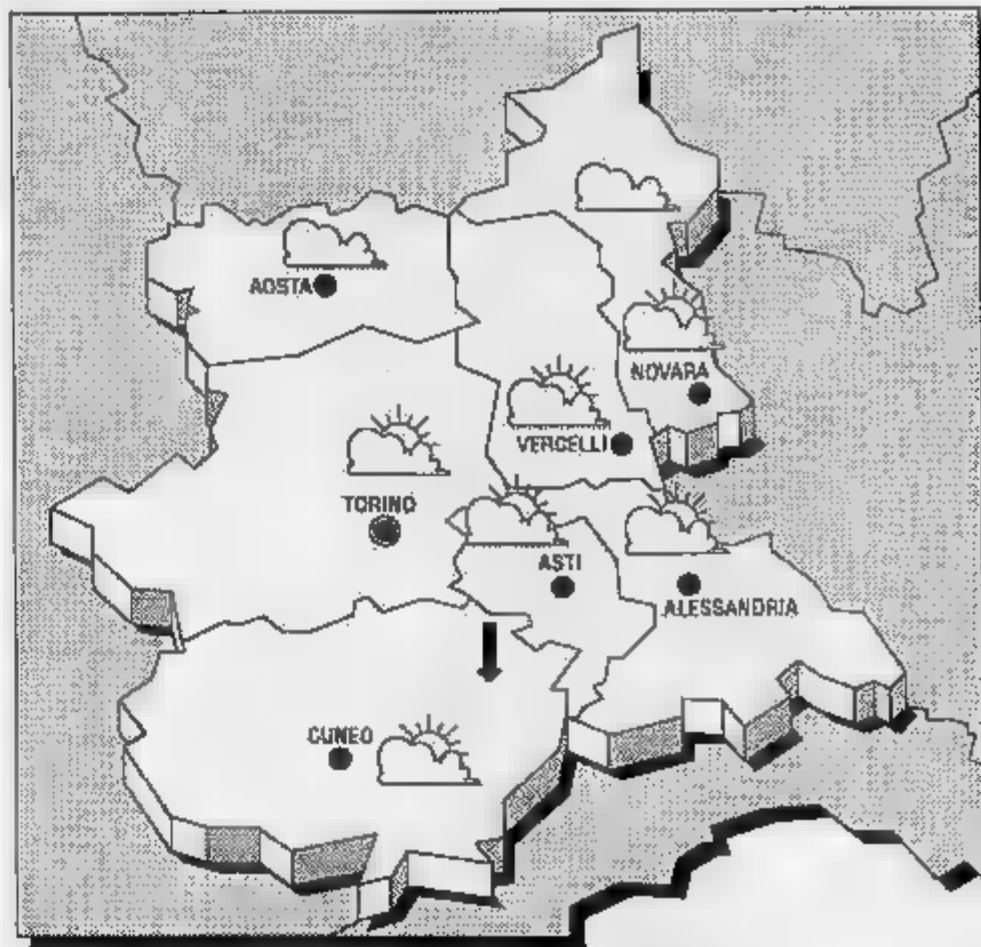 AOSTA
NOVARA
VERCELLI
TORINO
ASTI
ALESSANDRIA
CUNEO